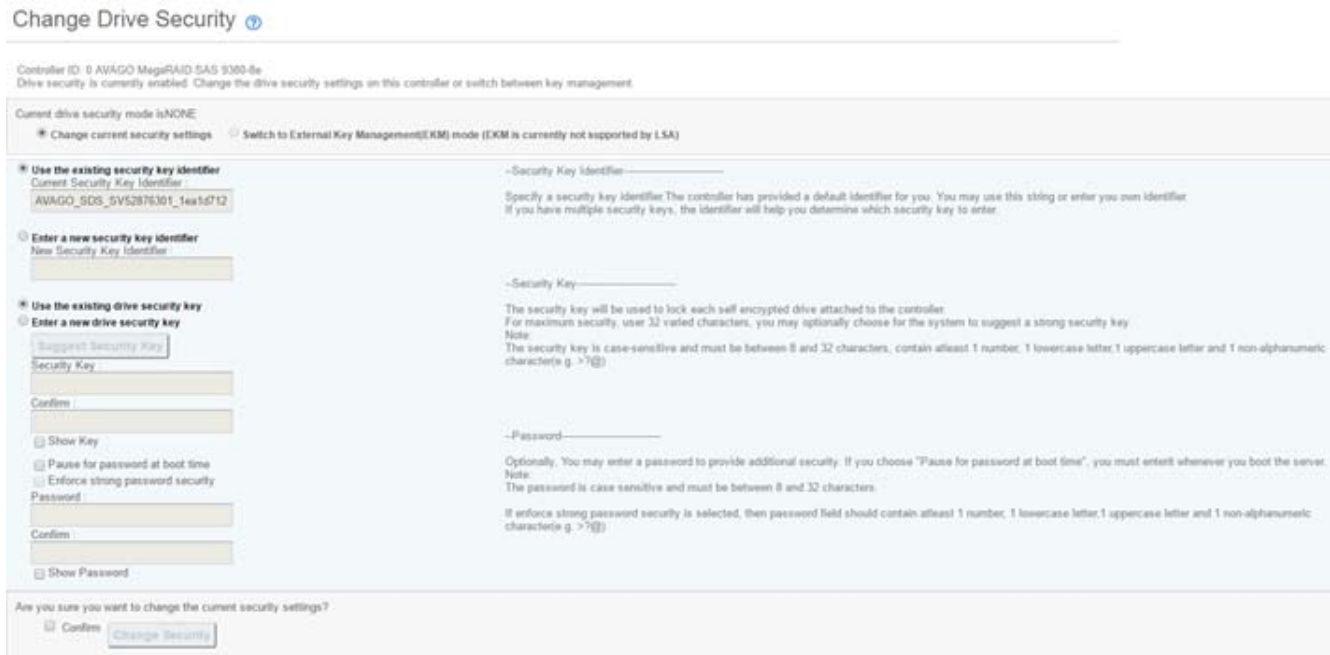 Change Drive Security ?
Controller ID: 0 AVAGO MegaRAID SAS 9360-8e
Drive security is currently enabled. Change the drive security settings on this controller or switch between key management.
Current drive security mode isNONE
Change current security settings Switch to External Key Management(EKM) mode (EKM is currently not supported by LSA)
Use the existing security key identifier
Current Security Key Identifier :
AVAGO_SDS_SV52876301_1ea1d712
Enter a new security key identifier
New Security Key Identifier :
Use the existing drive security key
Enter a new drive security key
Suggest Security Key
Security Key :
Confirm :
Show Key
Pause for password at boot time
Enforce strong password security
Password :
Confirm :
Show Password
--Security Key Identifier-----------------------
Specify a security key identifier.The controller has provided a default identifier for you. You may use this string or enter you own identifier.
If you have multiple security keys, the identifier will help you determine which security key to enter.
--Security Key-----------------------
The security key will be used to lock each self encrypted drive attached to the controller.
For maximum security, user 32 varied characters, you may optionally choose for the system to suggest a strong security key.
Note:
The security key is case-sensitive and must be between 8 and 32 characters, contain atleast 1 number, 1 lowercase letter,1 uppercase letter and 1 non-alphanumeric
character(e.g. >?@)
--Password-----------------------
Optionally, You may enter a password to provide additional security. If you choose "Pause for password at boot time", you must enterit whenever you boot the server.
Note:
The password is case sensitive and must be between 8 and 32 characters.
If enforce strong password security is selected, then password field should contain atleast 1 number, 1 lowercase letter,1 uppercase letter and 1 non-alphanumeric
character(e.g. >?@)
Are you sure you want to change the current security settings?
Confirm Change Security